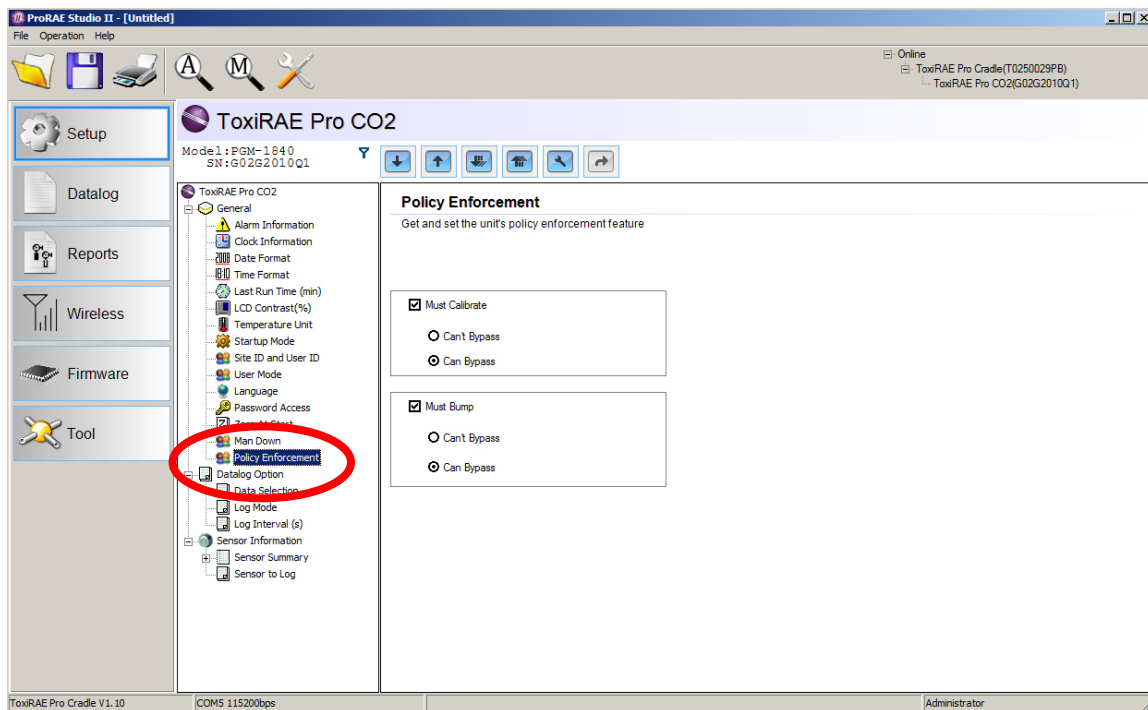 ProRAE Studio II - [Untitled]
File Operation Help
A
M
Online
ToxiRAE Pro Cradle(T0250029PB)
ToxiRAE Pro CO2(G02G2010Q1)
Setup
Datalog
Reports
Wireless
Firmware
Tool
ToxiRAE Pro CO2
Model:PGM-1840
SN:G02G2010Q1
ToxiRAE Pro CO2
General
Alarm Information
Clock Information
Date Format
Time Format
Last Run Time (min)
LCD Contrast(%)
Temperature Unit
Startup Mode
Site ID and User ID
User Mode
Language
Password Access
Zero At Start
Man Down
Policy Enforcement
Datalog Option
Data Selection
Log Mode
Log Interval (s)
Sensor Information
Sensor Summary
Sensor to Log
Policy Enforcement
Get and set the unit's policy enforcement feature
Must Calibrate
Can't Bypass
Can Bypass
Must Bump
Can't Bypass
Can Bypass
ToxiRAE Pro Cradle V1.10
COM5 115200bps
Administrator